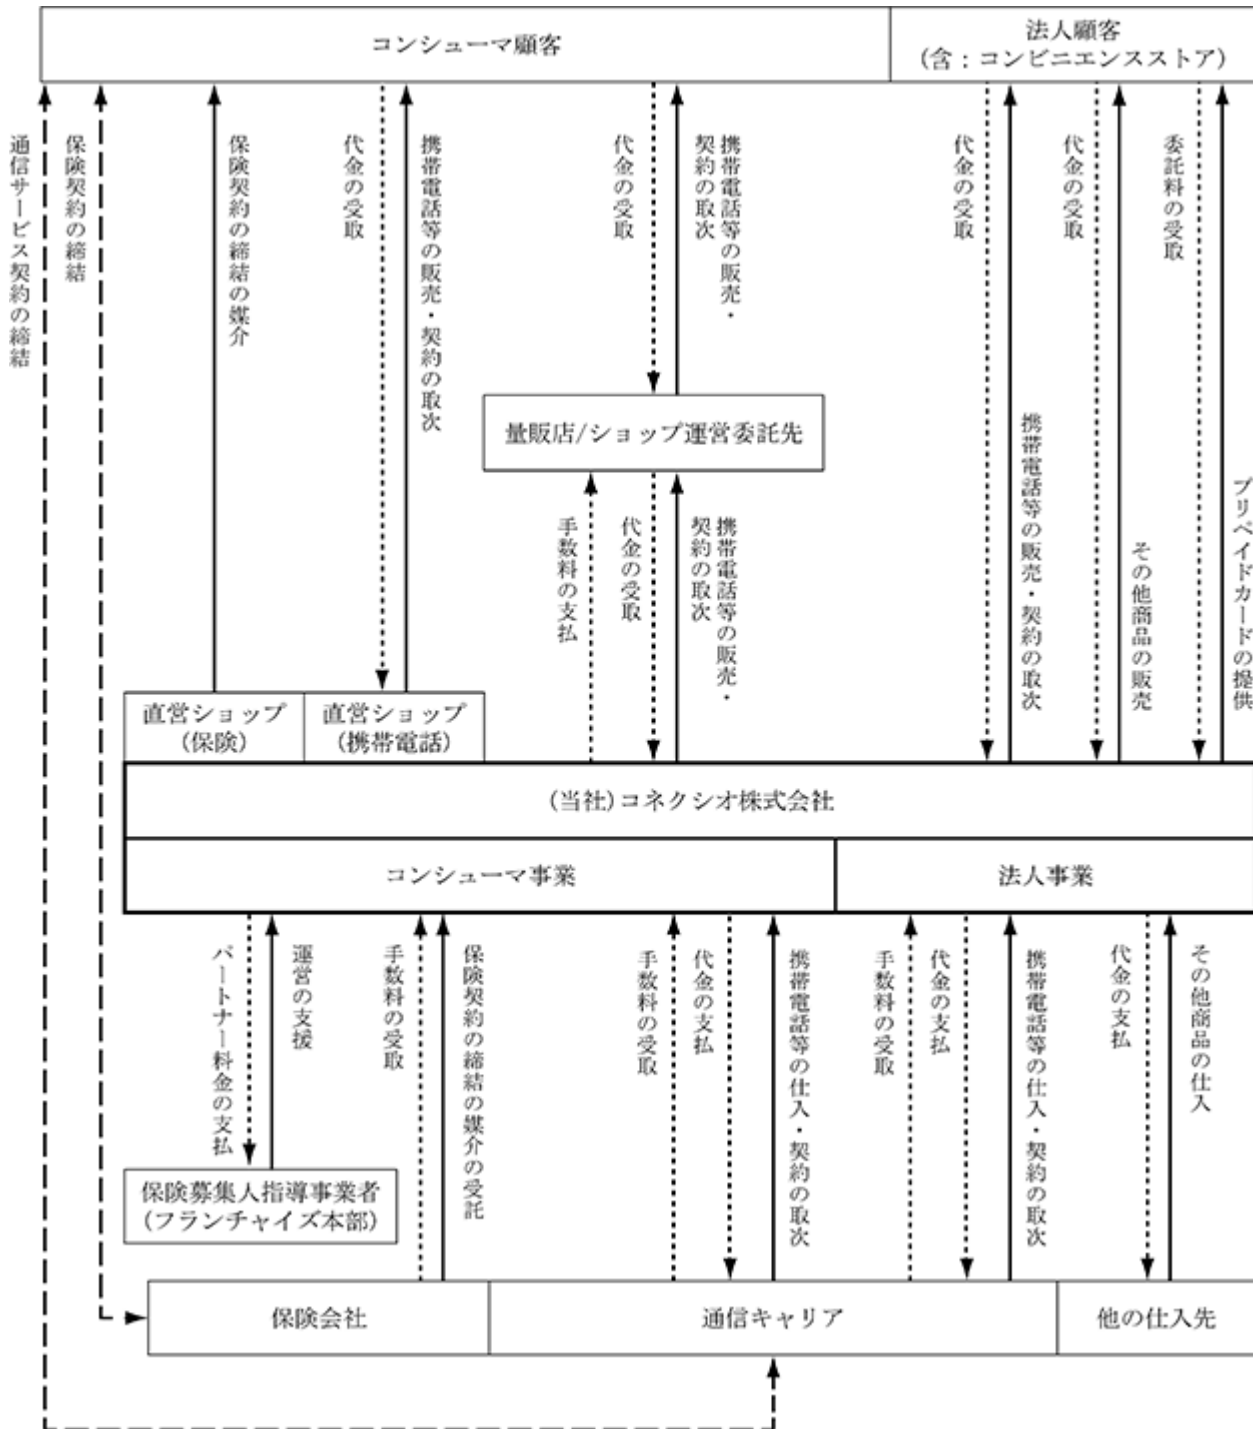 コンシューマ顧客
法人顧客
(含：コンビニエンスストア)
通信サービス契約の締結
保険契約の締結
保険契約の締結の媒介
代金の受取
携帯電話等の販売・契約の取次
代金の受取
携帯電話等の販売・
契約の取次
代金の受取
携帯電話等の販売・契約の取次
代金の受取
その他商品の販売
委託料の受取
プリペイドカードの提供
量販店/ショップ運営委託先
手数料の支払
代金の受取
携帯電話等の販売・
契約の取次
直営ショップ
(保険)
直営ショップ
(携帯電話)
(当社)コネクシオ株式会社
コンシューマ事業
法人事業
パートナー料金の支払
運営の支援
手数料の受取
保険契約の締結の媒介の受託
手数料の受取
代金の支払
携帯電話等の仕入・契約の取次
手数料の受取
代金の支払
携帯電話等の仕入・契約の取次
代金の支払
その他商品の仕入
保険募集人指導事業者
(フランチャイズ本部)
保険会社
通信キャリア
他の仕入先